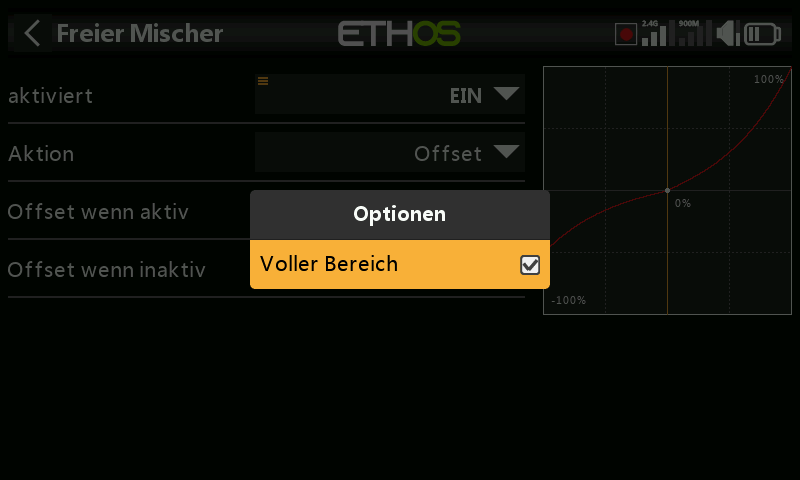 Freier Mischer
ETHOS
2.4G
900M
aktiviert
EIN
Aktion
Offset
Offset wenn aktiv
Offset wenn inaktiv
Optionen
Voller Bereich
100%
0%
-100%